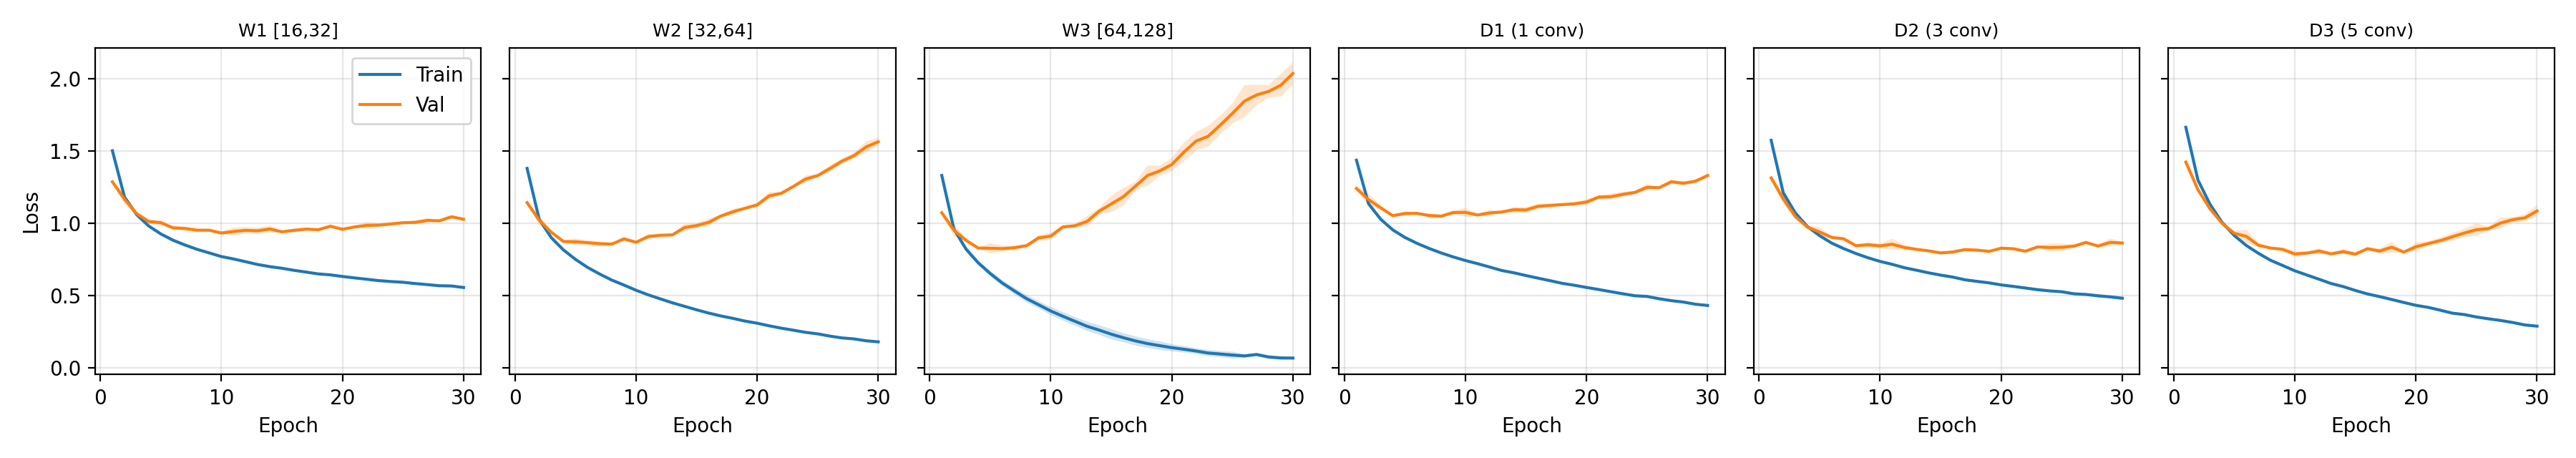 W1 [16,32]
W2 [32,64]
W3 [64,128]
D1 (1 conv)
D2 (3 conv)
D3 (5 conv)
Train
Val
Loss
2.0
1.5
1.0
0.5
0.0
0 10 20 30
0 10 20 30
0 10 20 30
0 10 20 30
0 10 20 30
0 10 20 30
Epoch
Epoch
Epoch
Epoch
Epoch
Epoch